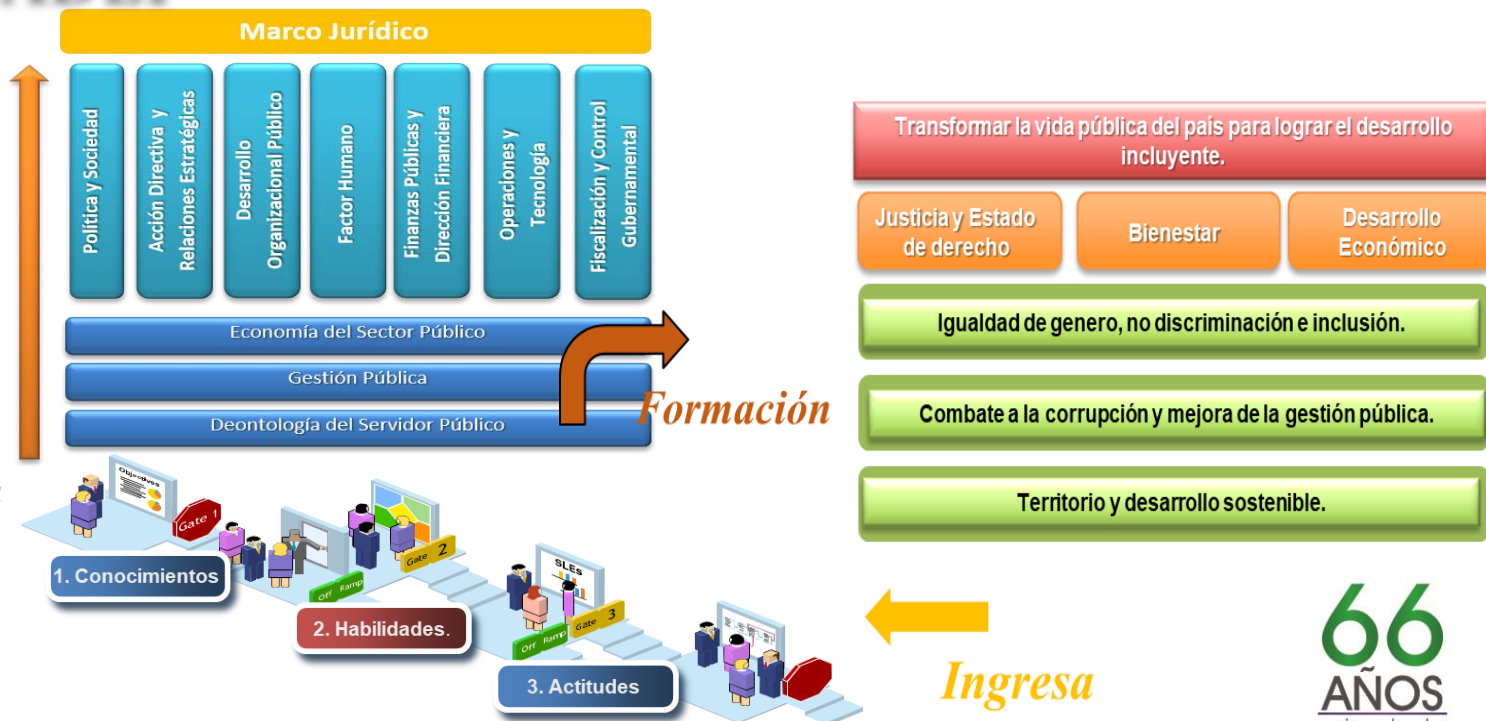 Marco Jurídico
Política y Sociedad
Acción Directiva y
Relaciones Estratégicas
Desarrollo
Organizacional Público
Factor Humano
Finanzas Públicas y
Dirección Financiera
Operaciones y
Tecnología
Fiscalización y Control
Gubernamental
Economía del Sector Público
Gestión Pública
Deontología del Servidor Público
Formación
Transformar la vida pública del país para lograr el desarrollo
incluyente.
Justicia y Estado
de derecho
Bienestar
Desarrollo
Económico
Igualdad de genero, no discriminación e inclusión.
Combate a la corrupción y mejora de la gestión pública.
Territorio y desarrollo sostenible.
Objectives
Gate 1
1. Conocimientos
Gate 2
Off Ramp
2. Habilidades.
SLEs
Gate 3
Off Ramp
3. Actitudes
Ingresa
66
AÑOS